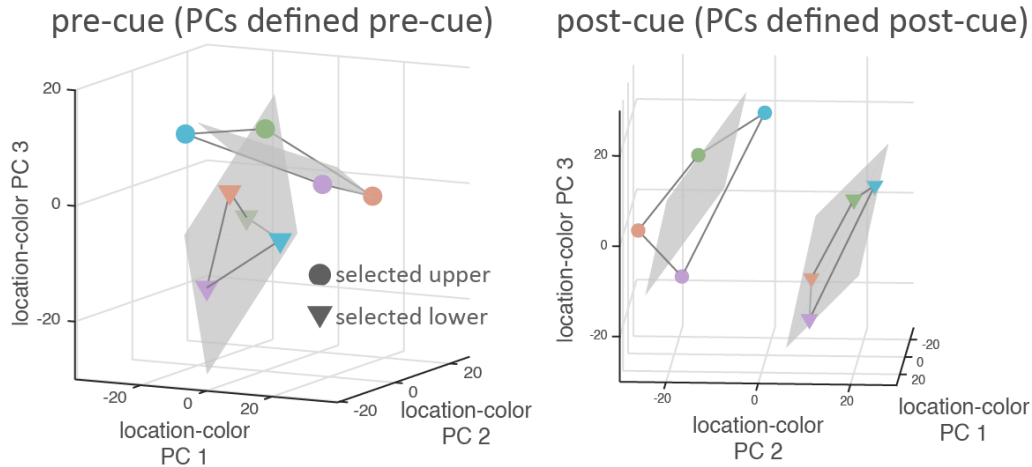 pre-cue (PCs defined pre-cue)
20
0
-20
location-color PC 3
-20
0
20
location-color
PC 1
-20
0
20
location-color
PC 2
selected upper
selected lower
post-cue (PCs defined post-cue)
20
0
-20
location-color PC 3
-20
0
20
location-color
PC 2
-20
0
20
location-color
PC 1